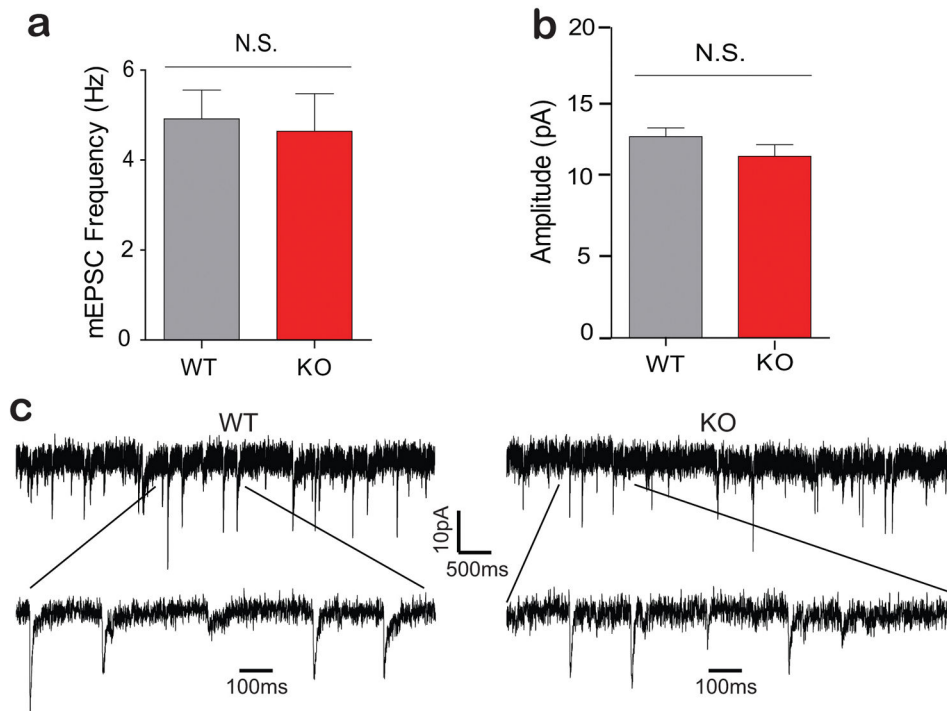 a
N.S.
mEPSC Frequency (Hz)
6
4
2
0
WT
KO
b
N.S.
Amplitude (pA)
20
15
10
5
0
WT
KO
c
WT
KO
10pA
500ms
100ms
100ms